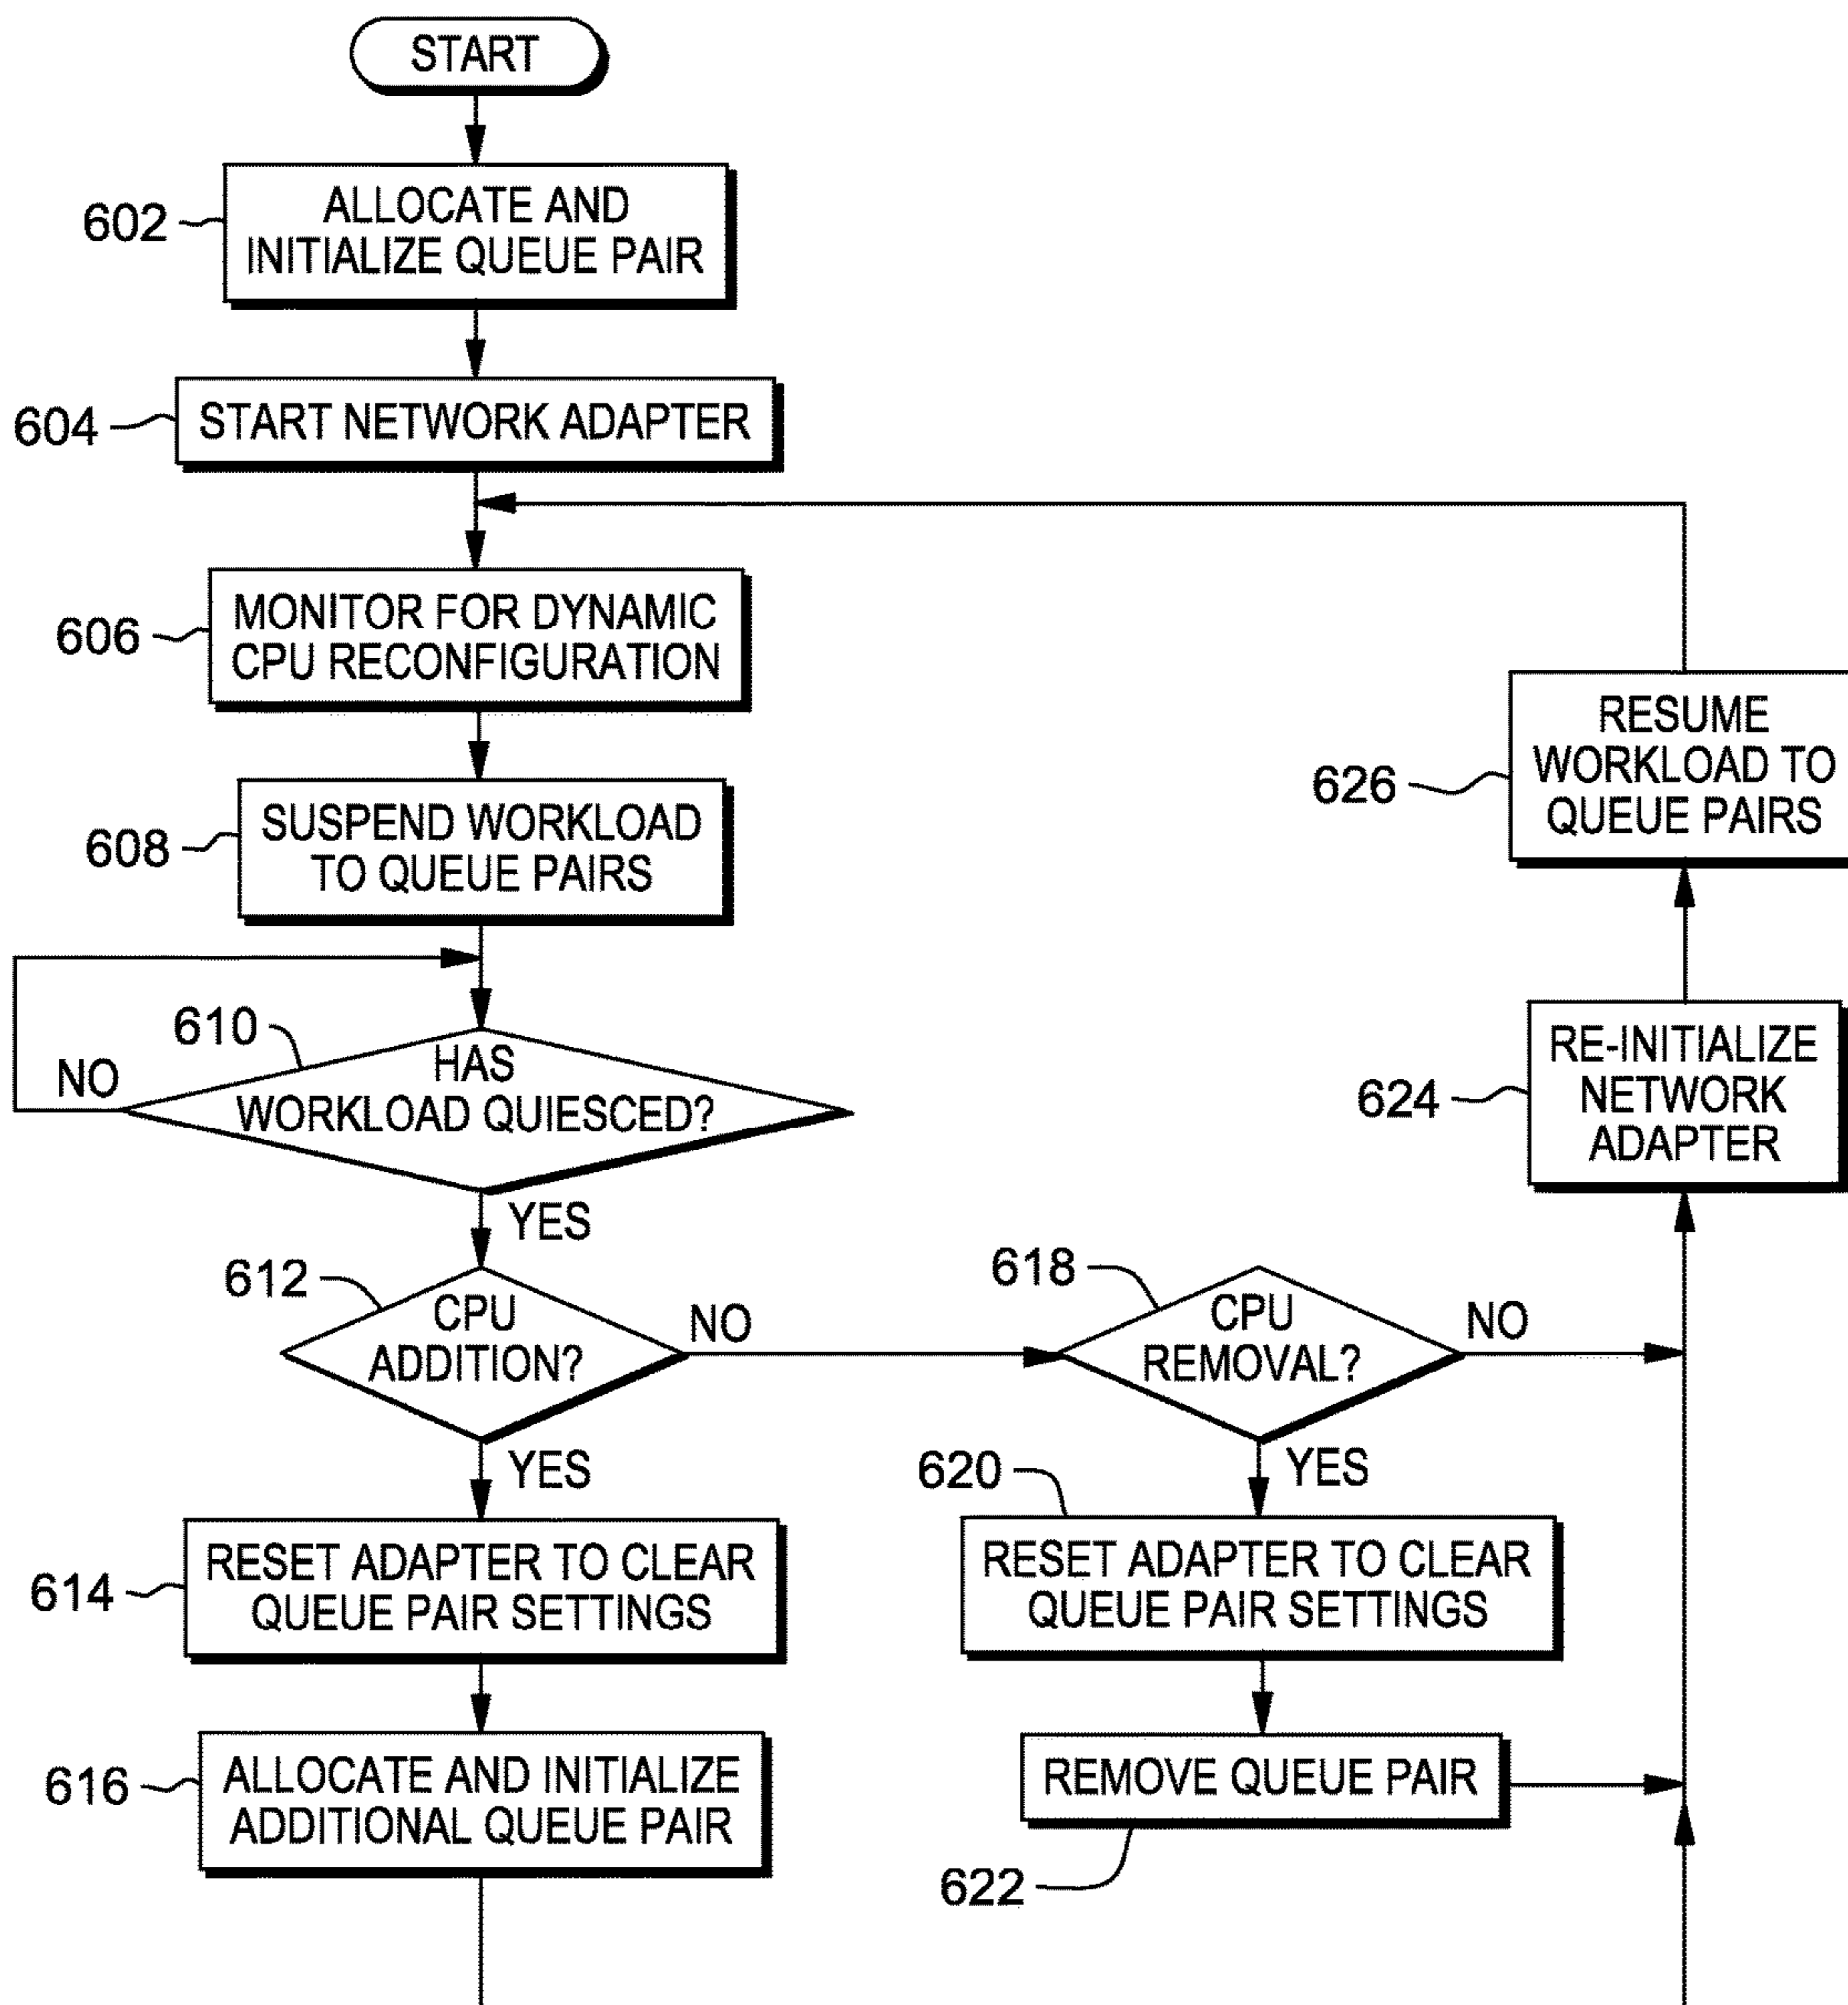 START
602
ALLOCATE AND
INITIALIZE QUEUE PAIR
604
START NETWORK ADAPTER
606
MONITOR FOR DYNAMIC
CPU RECONFIGURATION
608
SUSPEND WORKLOAD
TO QUEUE PAIRS
610
HAS
WORKLOAD QUIESCED?
NO
YES
612
CPU
ADDITION?
NO
YES
614
RESET ADAPTER TO CLEAR
QUEUE PAIR SETTINGS
616
ALLOCATE AND INITIALIZE
ADDITIONAL QUEUE PAIR
618
CPU
REMOVAL?
NO
YES
620
RESET ADAPTER TO CLEAR
QUEUE PAIR SETTINGS
REMOVE QUEUE PAIR
622
624
RE-INITIALIZE
NETWORK
ADAPTER
626
RESUME
WORKLOAD TO
QUEUE PAIRS